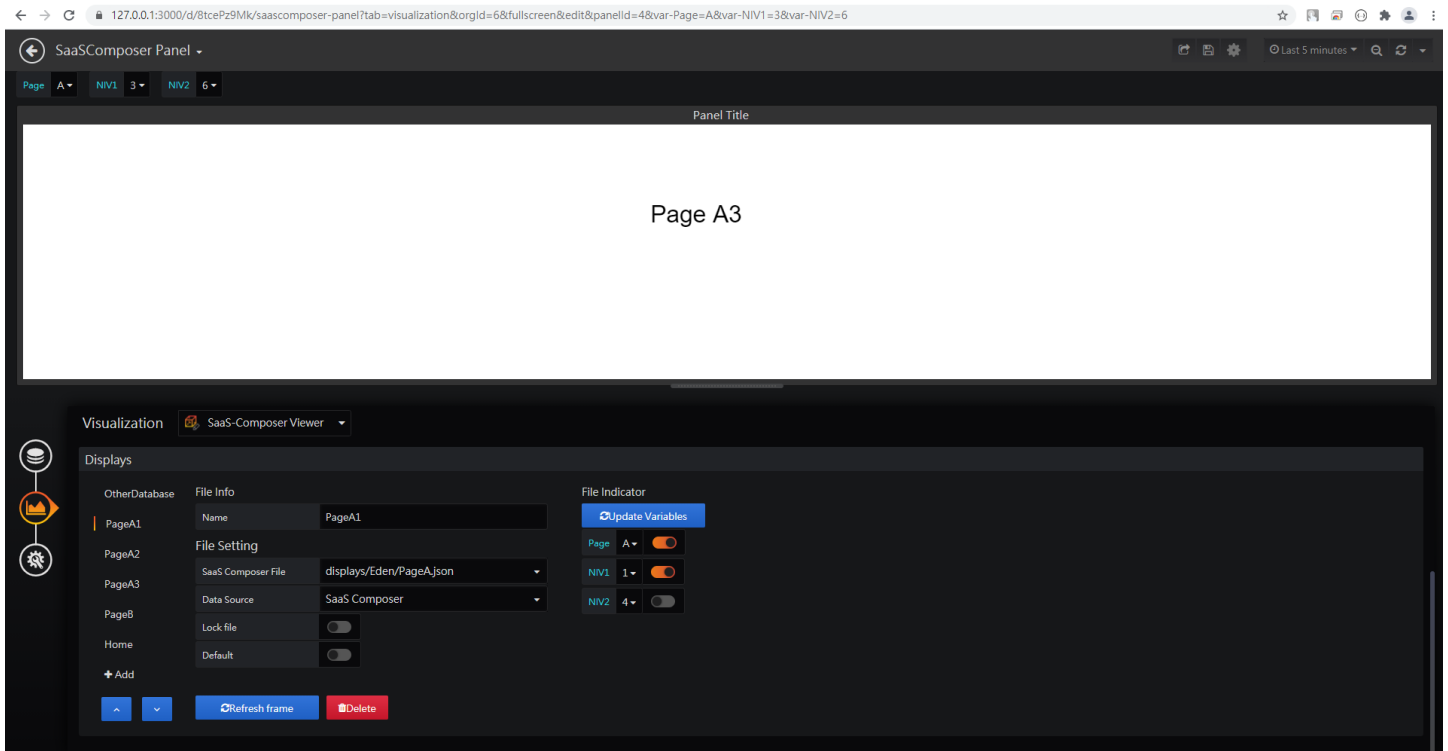 127.0.0.1:3000/d/8tcePz9Mk/saascomposer-panel?tab=visualization&orgId=6&fullscreen&edit&panelId=4&var-Page=A&var-NIV1=3&var-NIV2=6
SaaSComposer Panel
Last 5 minutes
Page A NIV1 3 NIV2 6
Panel Title
Page A3
Visualization SaaS-Composer Viewer
Displays
OtherDatabase
PageA1
PageA2
PageA3
PageB
Home
Add
File Info
Name PageA1
File Setting
SaaS Composer File displays/Eden/PageA.json
Data Source SaaS Composer
Lock file
Default
Refresh frame Delete
File Indicator
Update Variables
Page A
NIV1 1
NIV2 4